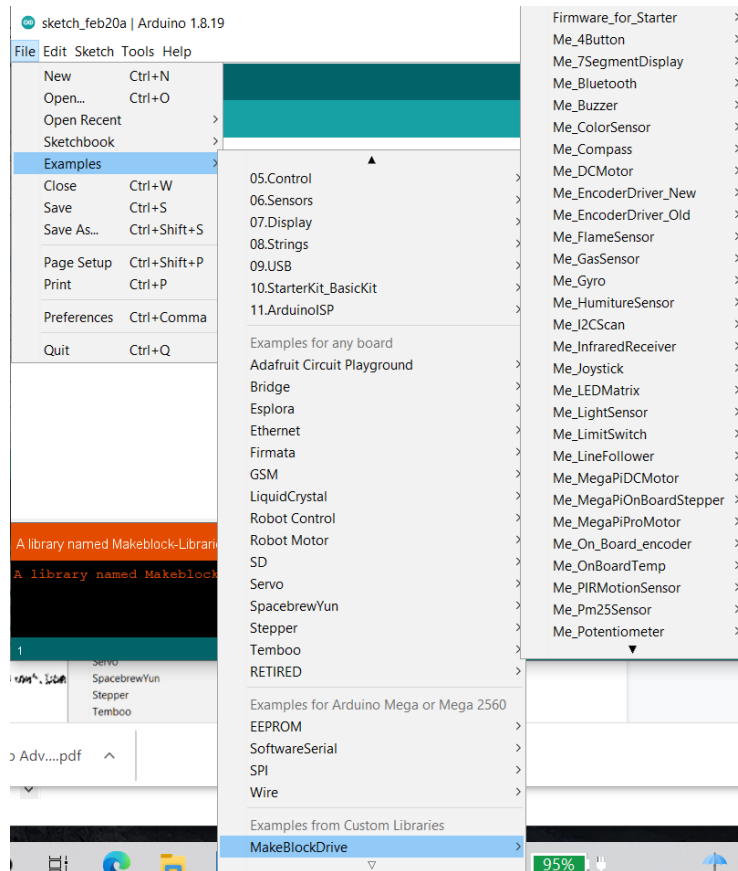 sketch_feb20a | Arduino 1.8.19
File Edit Sketch Tools Help
New Ctrl+N
Open... Ctrl+O
Open Recent
Sketchbook
Examples
Close Ctrl+W
Save Ctrl+S
Save As... Ctrl+Shift+S
Page Setup Ctrl+Shift+P
Print Ctrl+P
Preferences Ctrl+Comma
Quit Ctrl+Q
A library named Makeblock-Librari
A library named Makeblock
1
Servo
SpacebrewYun
Stepper
Temboo
o Adv....pdf
05.Control
06.Sensors
07.Display
08.Strings
09.USB
10.StarterKit_BasicKit
11.ArduinoISP
Examples for any board
Adafruit Circuit Playground
Bridge
Esplora
Ethernet
Firmata
GSM
LiquidCrystal
Robot Control
Robot Motor
SD
Servo
SpacebrewYun
Stepper
Temboo
RETIRED
Examples for Arduino Mega or Mega 2560
EEPROM
SoftwareSerial
SPI
Wire
Examples from Custom Libraries
MakeBlockDrive
Firmware_for_Starter
Me_4Button
Me_7SegmentDisplay
Me_Bluetooth
Me_Buzzer
Me_ColorSensor
Me_Compass
Me_DCMotor
Me_EncoderDriver_New
Me_EncoderDriver_Old
Me_FlameSensor
Me_GasSensor
Me_Gyro
Me_HumitureSensor
Me_I2CScan
Me_InfraredReceiver
Me_Joystick
Me_LEDMatrix
Me_LightSensor
Me_LimitSwitch
Me_LineFollower
Me_MegaPiDCMotor
Me_MegaPiOnBoardStepper
Me_MegaPiProMotor
Me_On_Board_encoder
Me_OnBoardTemp
Me_PIRMotionSensor
Me_Pm25Sensor
Me_Potentiometer
95%